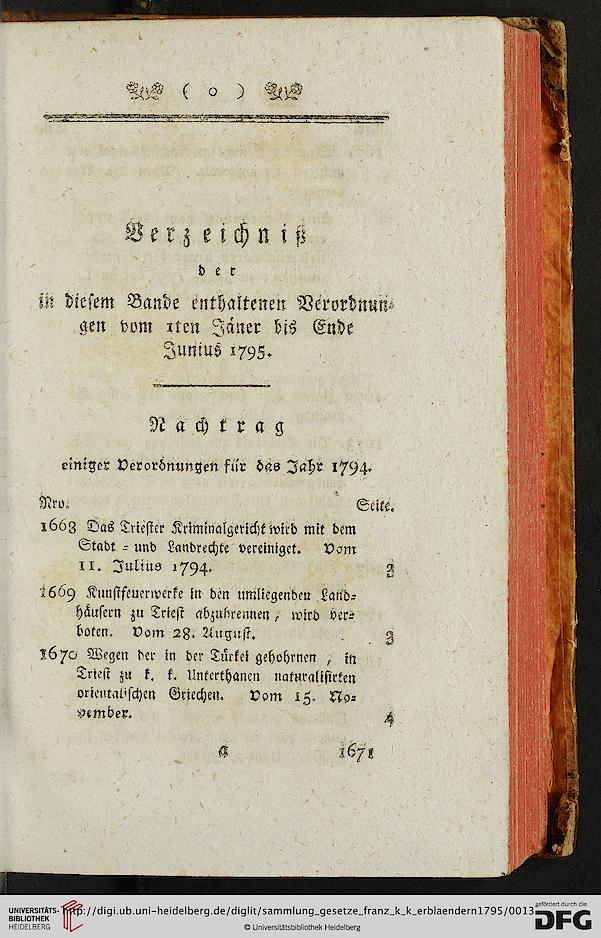 ( o )
Verzeichniß
der
in diesem Bande enthaltenen Verordnun-
gen vom 1ten Jäner bis Ende
Junius 1795.
Nachtrag
einiger Verordnungen für das Jahr 1794.
Nro. Seite.
1668 Das Triester Kriminalgericht wird mit dem
Stadt - und Landrechte vereiniget. Vom
11. Julius 1794. 3
1669 Kunstfeuerwerke in den umliegenden Land-
häusern zu Triest abzubrennen, wird ver-
boten. Vom 28. August. 3
1670 Wegen der in der Türkei gebohrnen, in
Triest zu k. k. Unterthanen naturalisirten
orientalischen Griechen. Vom 15. No-
vember. 4
a 1671
UNIVERSITÄTS-
BIBLIOTHEK
HEIDELBERG
http://digi.ub.uni-heidelberg.de/diglit/sammlung_gesetze_franz_k_k_erblaendern1795/0013
© Universitätsbibliothek Heidelberg
gefördert durch die
DFG